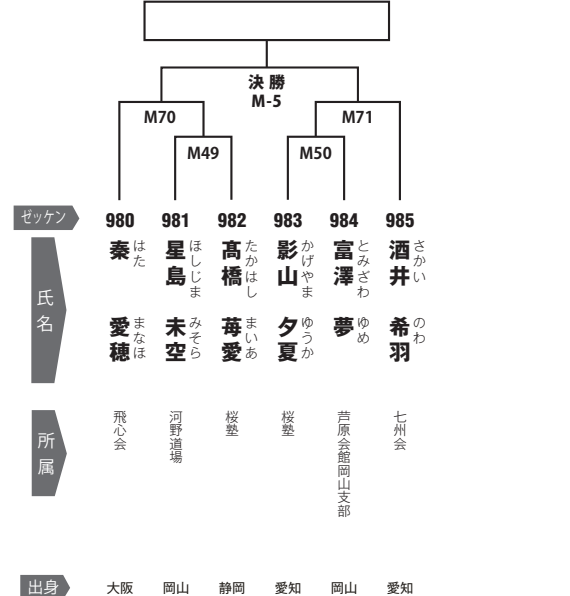 決 勝
M-5
M70
M71
M49
M50
ゼッケン
980
981
982
983
984
985
氏名
秦 愛穂
はた まなほ
星島 未空
ほしじま みそら
髙橋 苺愛
たかはし まいあ
影山 夕夏
かげやま ゆうか
富澤 夢
とみざわ ゆめ
酒井 希羽
さかい のわ
所属
飛心会
河野道場
桜塾
桜塾
芦原会館岡山支部
七州会
出身
大阪
岡山
静岡
愛知
岡山
愛知